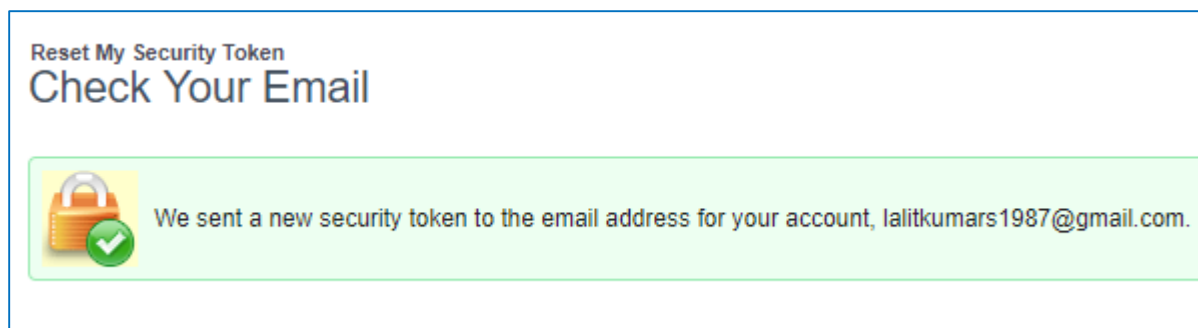 Reset My Security Token
Check Your Email
We sent a new security token to the email address for your account, lalitkumars1987@gmail.com.